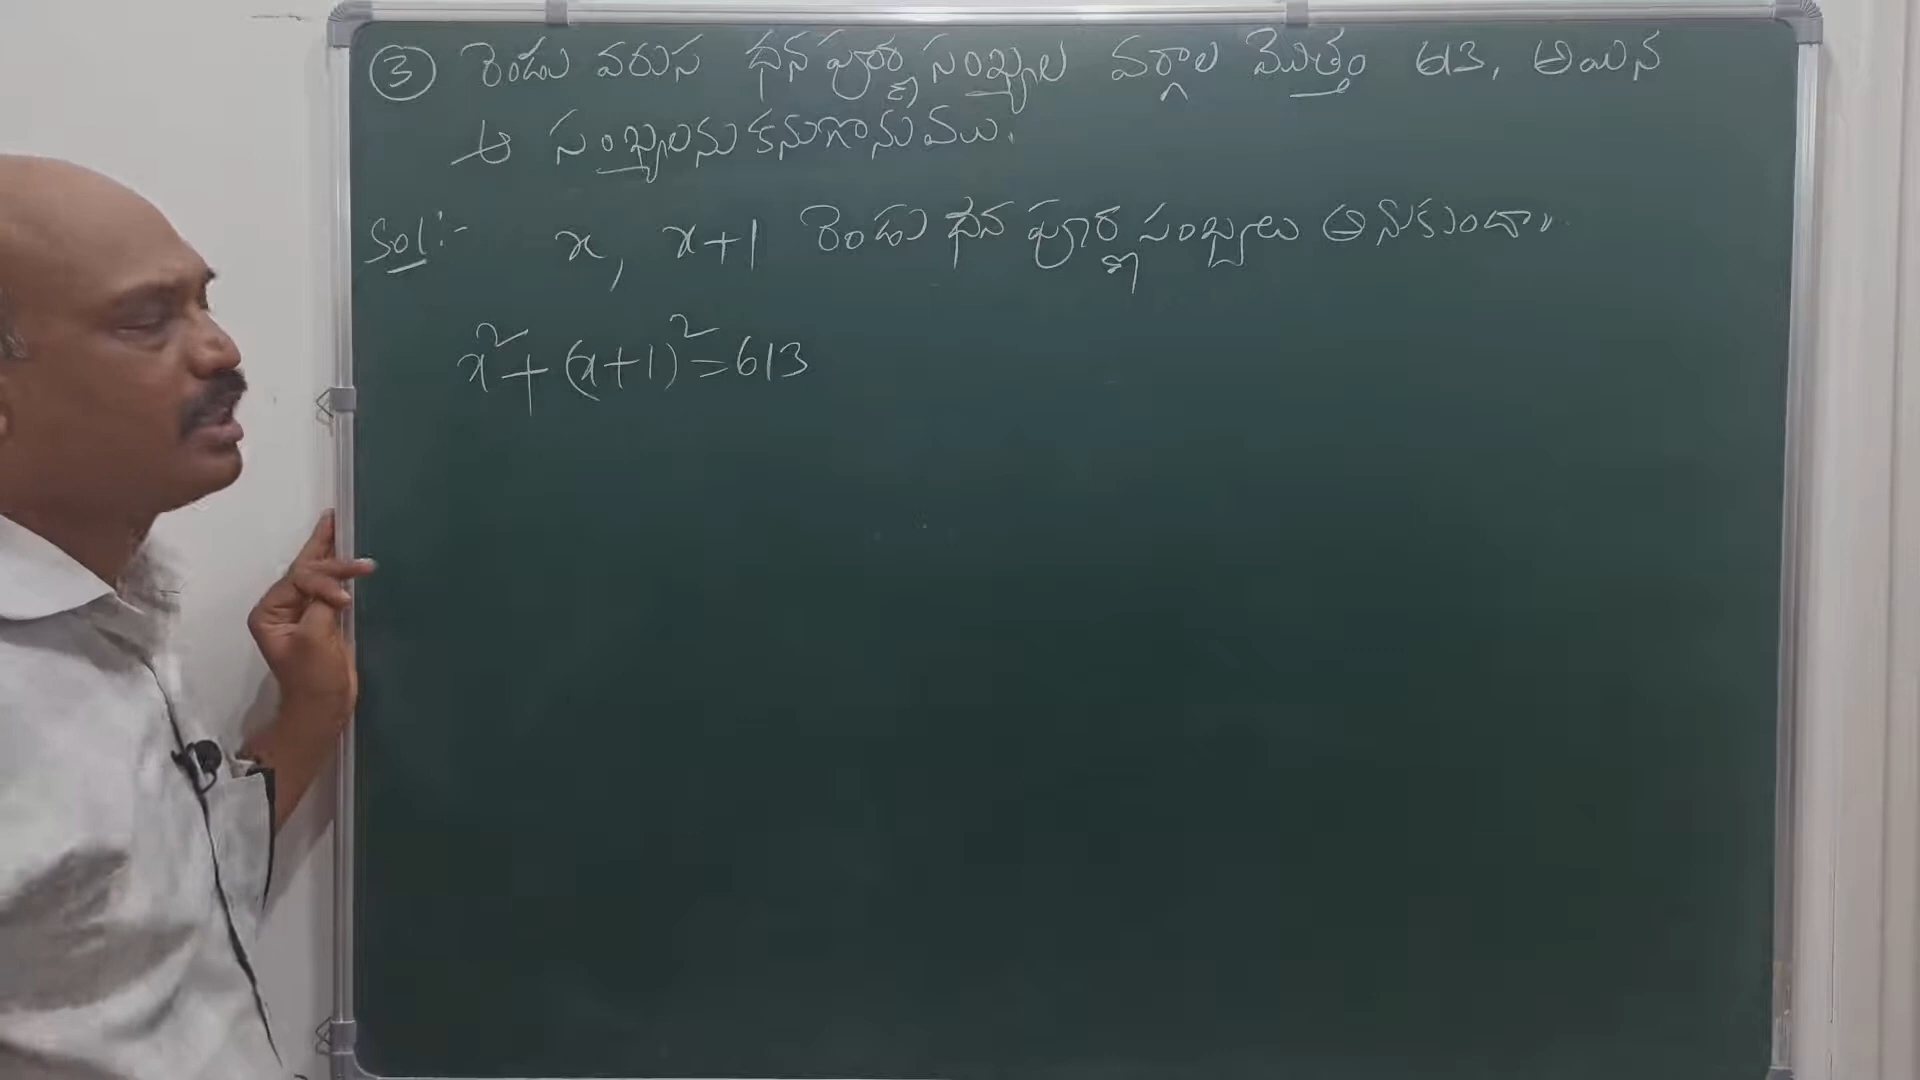 ③ రెండు వరుస ధన పూర్ణ సంఖ్యల వర్గాల మొత్తం 613, అయిన
ఆ సంఖ్యలను కనుగొనుము.
Sol:- x, x+1 రెండు ధన పూర్ణ సంఖ్యలు అనుకుందాం
x²+(x+1)²=613